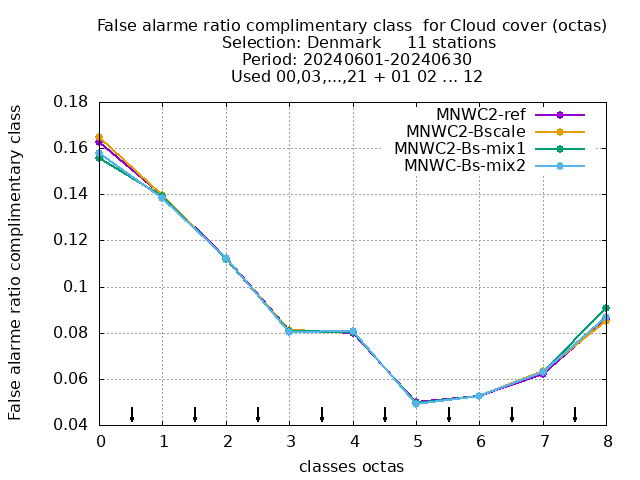 False alarme ratio complimentary class  for Cloud cover (octas)
Selection: Denmark     11 stations
Period: 20240601-20240630
Used 00,03,...,21 + 01 02 ... 12
False alarme ratio complimentary class
0.18
0.16
0.14
0.12
0.1
0.08
0.06
0.04
MNWC2-ref
MNWC2-Bscale
MNWC2-Bs-mix1
MNWC-Bs-mix2
0 1 2 3 4 5 6 7 8
classes octas